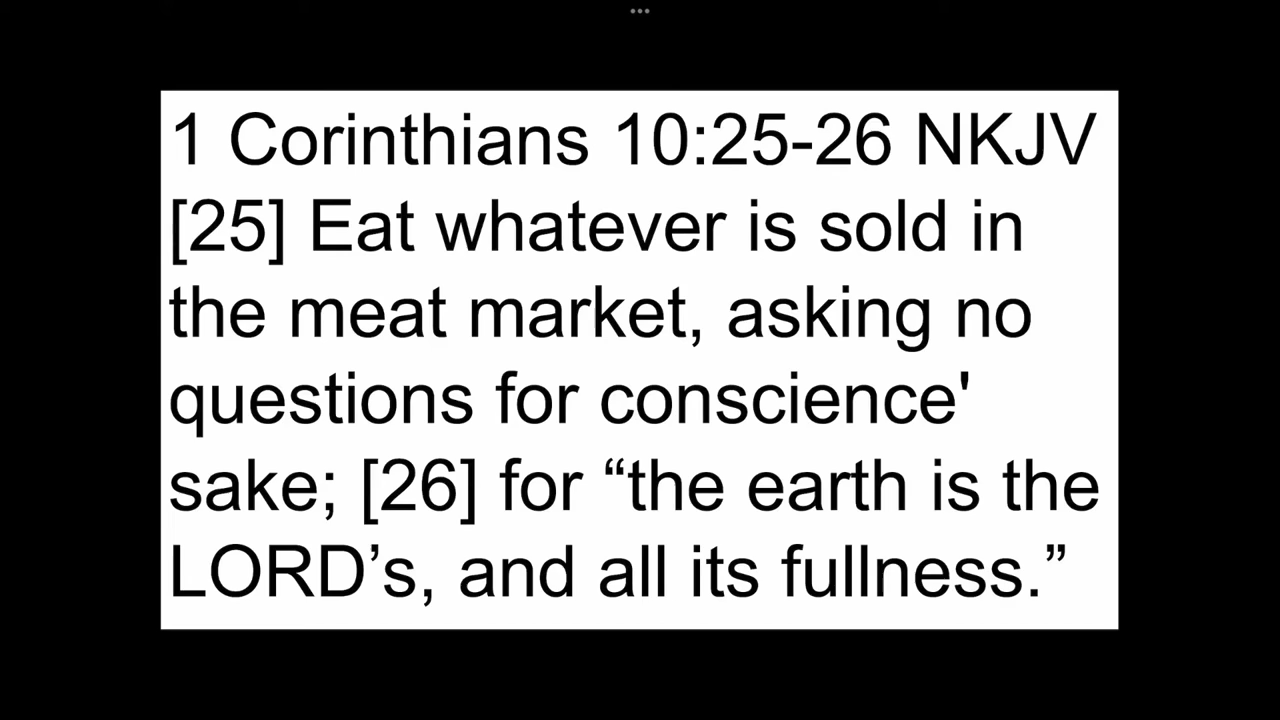 1 Corinthians 10:25-26 NKJV
[25] Eat whatever is sold in
the meat market, asking no
questions for conscience'
sake; [26] for “the earth is the
LORD’s, and all its fullness.”